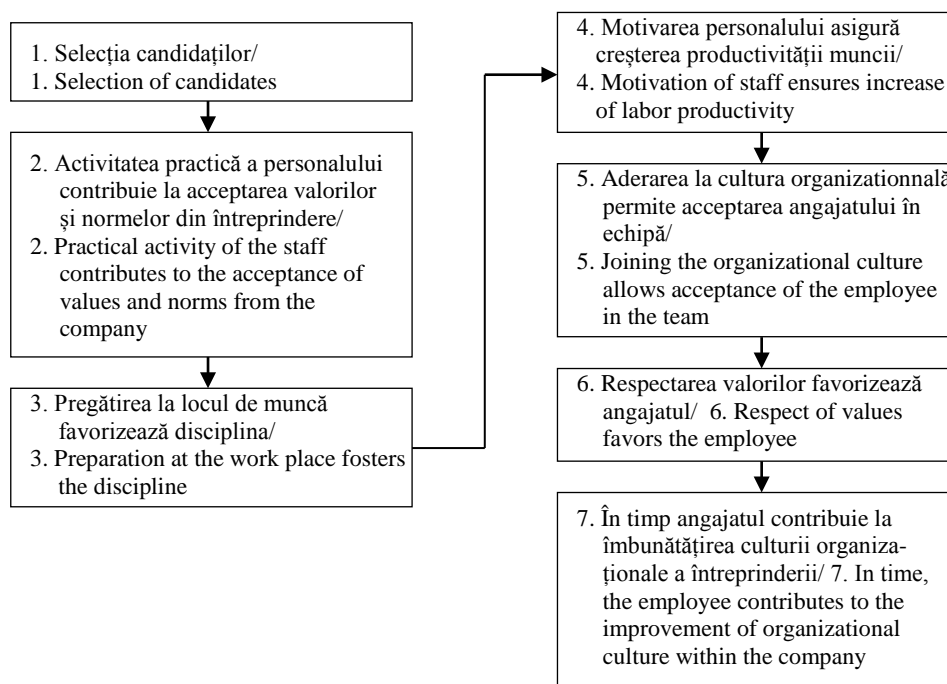 1. Selecția candidaților/
1. Selection of candidates
2. Activitatea practică a personalului
contribuie la acceptarea valorilor
și normelor din întreprindere/
2. Practical activity of the staff
contributes to the acceptance of
values and norms from the
company
3. Pregătirea la locul de muncă
favorizează disciplina/
3. Preparation at the work place fosters
the discipline
4. Motivarea personalului asigură
creșterea productivității muncii/
4. Motivation of staff ensures increase
of labor productivity
5. Aderarea la cultura organizationnală
permite acceptarea angajatului în
echipă/
5. Joining the organizational culture
allows acceptance of the employee
in the team
6. Respectarea valorilor favorizează
angajatul/ 6. Respect of values
favors the employee
7. În timp angajatul contribuie la
îmbunătățirea culturii organiza-
ționale a întreprinderii/ 7. In time,
the employee contributes to the
improvement of organizational
culture within the company